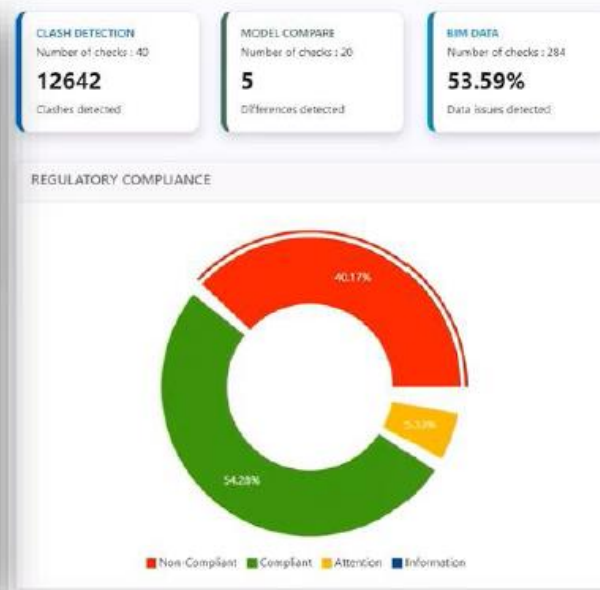 CLASH DETECTION
Number of checks : 40
12642
Clashes detected
MODEL COMPARE
Number of checks : 20
5
Differences detected
BIM DATA
Number of checks : 284
53.59%
Data issues detected
REGULATORY COMPLIANCE
40.17%
54.28%
Non-Compliant
Compliant
Attention
Information